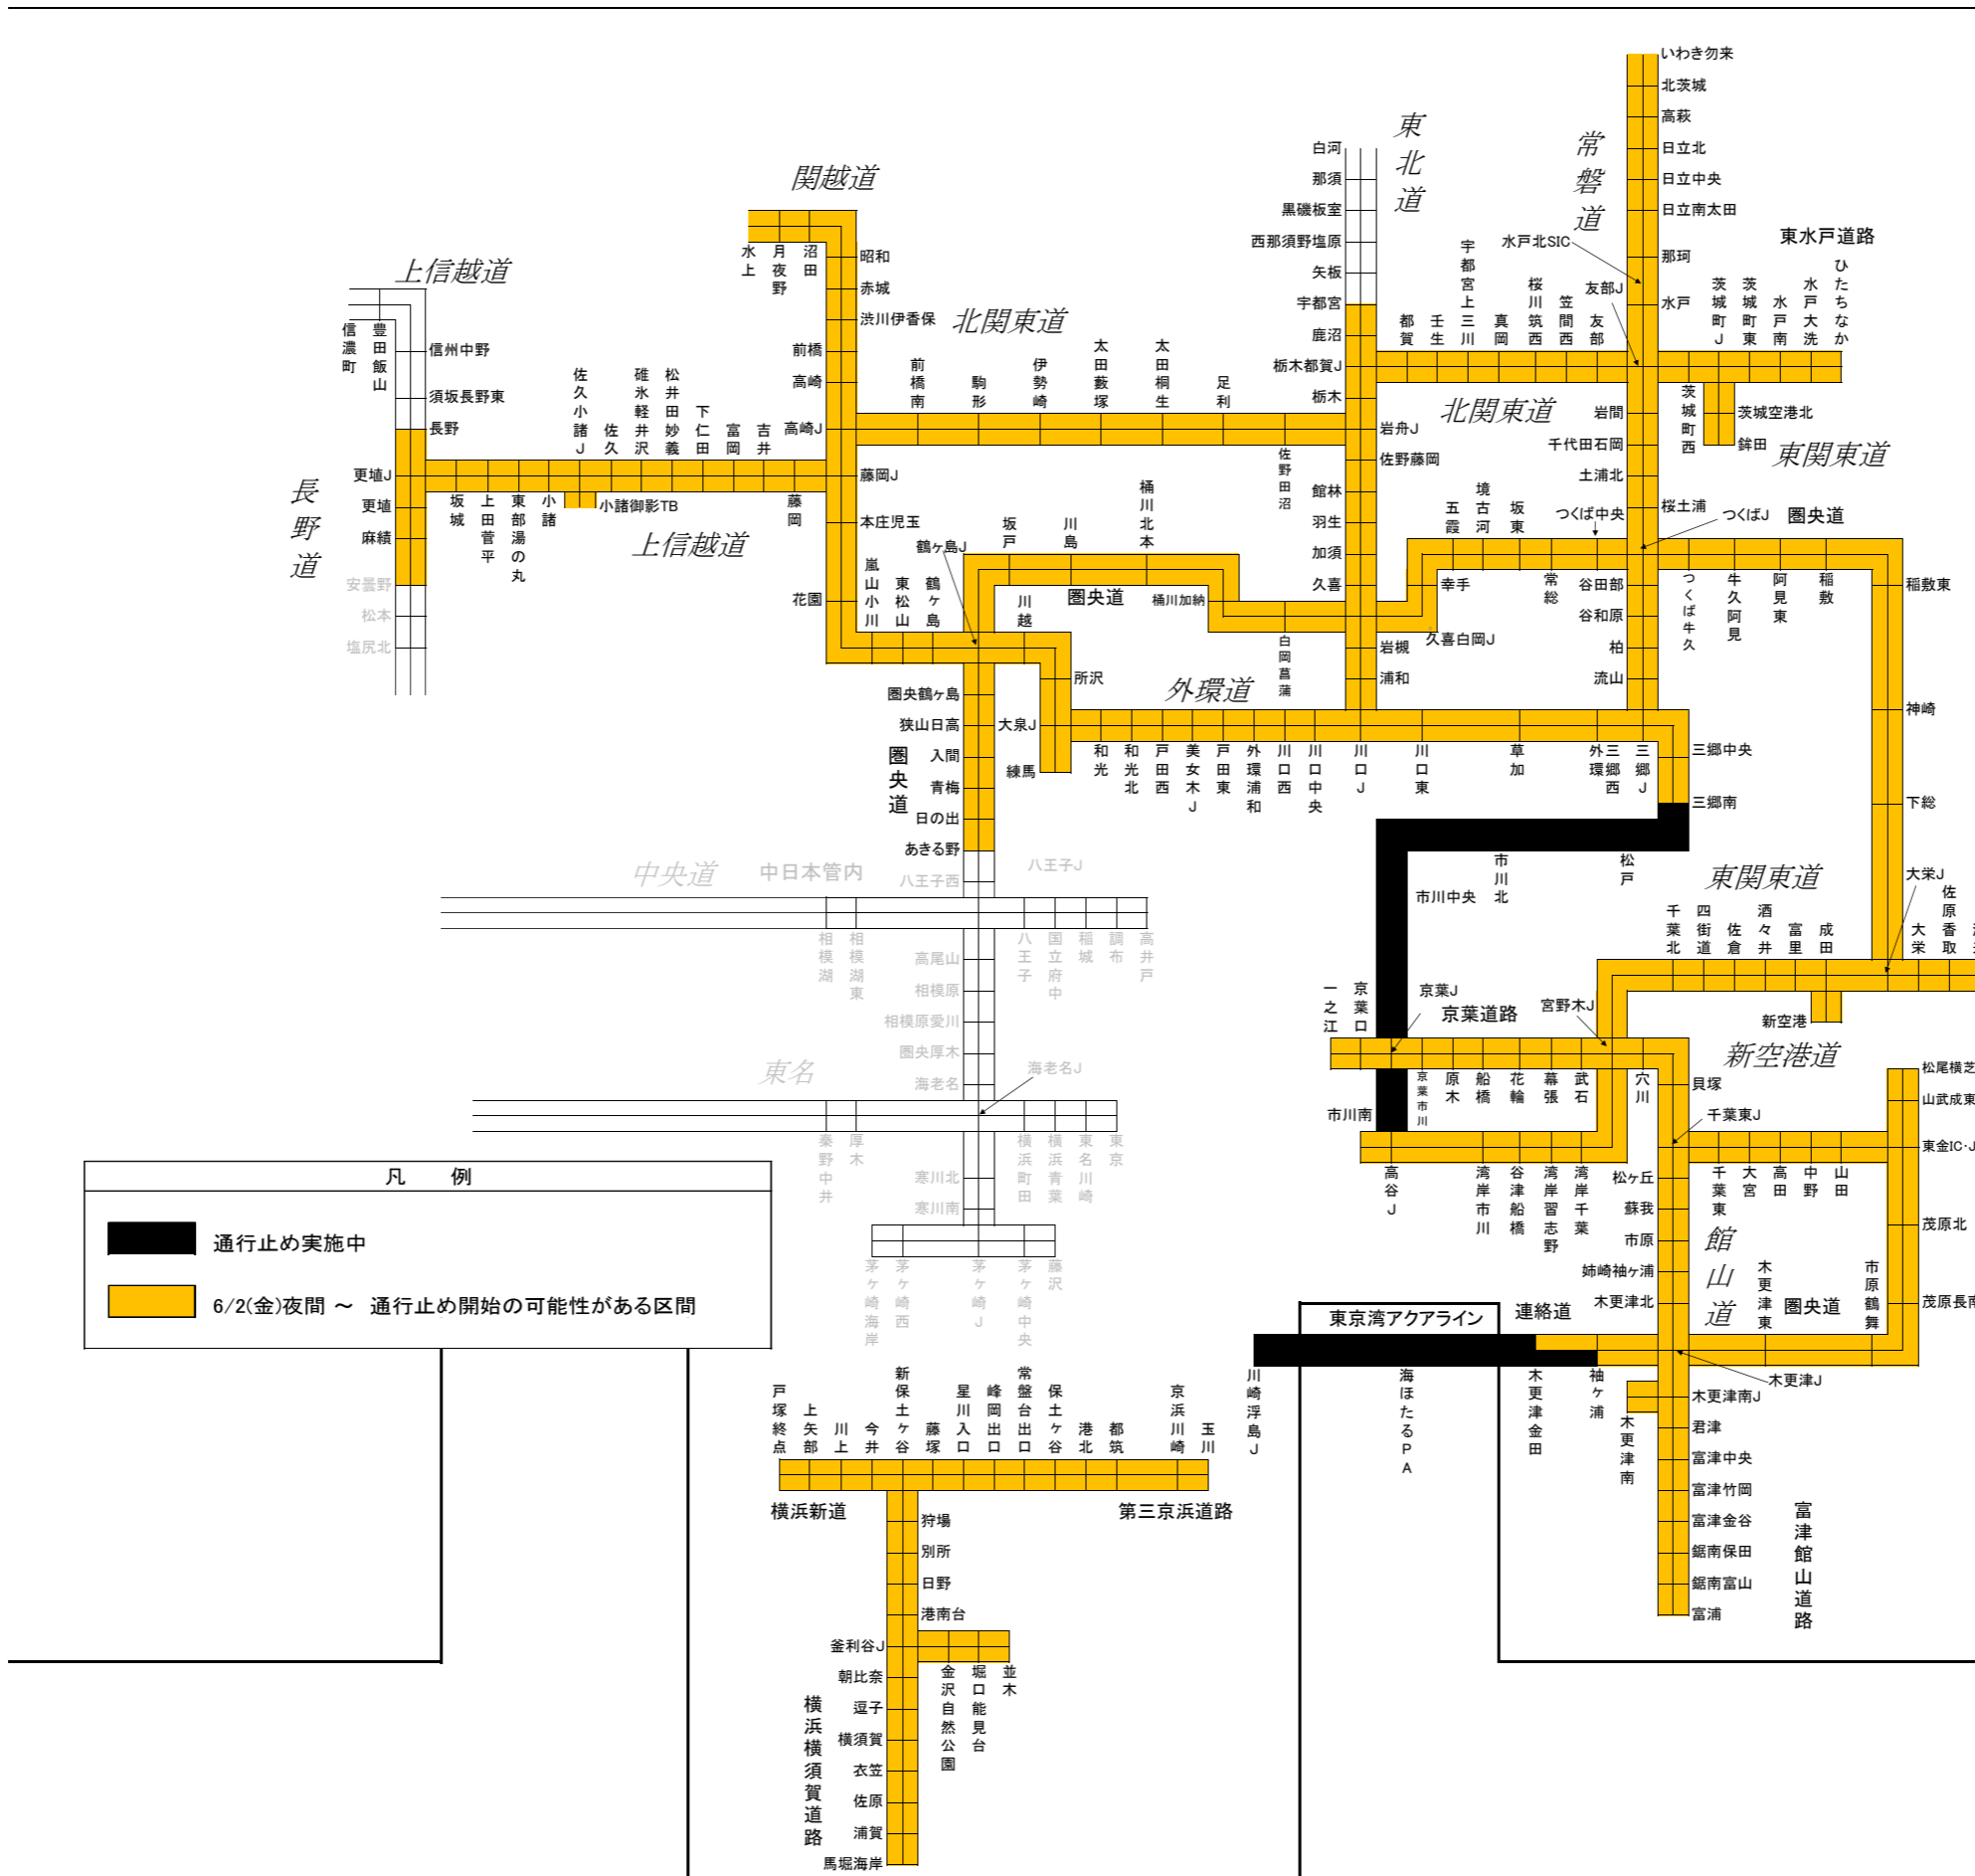 いわき勿来
北茨城
高萩
日立北
日立中央
日立南太田
那珂
水戸
常磐道
水戸北SIC
友部J
東水戸道路
ひたちなか
水戸大洗
水戸南
茨城町東
茨城町J
茨城町西
茨城空港北
鉾田
東関東道
東北道
白河
那須
黒磯板室
西那須野塩原
矢板
宇都宮
鹿沼
栃木都賀J
栃木
岩舟J
佐野藤岡
館林
羽生
加須
久喜
岩槻
浦和
都賀
壬生
宇都宮上三川
真岡
桜川筑西
笠間西
友部
北関東道
岩間
千代田石岡
土浦北
桜土浦
つくばJ
圏央道
つくば中央
谷田部
谷和原
柏
流山
関越道
水上
月夜野
沼田
昭和
赤城
渋川伊香保
前橋
高崎
高崎J
藤岡J
本庄児玉
花園
嵐山小川
東松山
鶴ヶ島
鶴ヶ島J
川越
所沢
大泉J
練馬
北関東道
前橋南
駒形
伊勢崎
太田藪塚
太田桐生
足利
佐野田沼
上信越道
信濃町
豊田飯山
信州中野
須坂長野東
長野
更埴J
更埴
麻績
安曇野
松本
塩尻北
長野道
坂城
上田菅平
東部湯の丸
小諸
佐久小諸J
小諸御影TB
佐久
碓氷軽井沢
松井田妙義
下仁田
富岡
吉井
藤岡
上信越道
坂戸
川島
桶川北本
圏央道
桶川加納
白岡菖蒲
久喜白岡J
幸手
五霞
境古河
坂東
常総
つくば牛久
牛久阿見
阿見東
稲敷
稲敷東
神崎
下総
大栄J
圏央鶴ヶ島
狭山日高
入間
青梅
日の出
あきる野
圏央道
八王子西
八王子J
外環道
和光
和光北
戸田西
美女木J
戸田東
外環浦和
川口西
川口中央
川口J
川口東
草加
外環三郷西
三郷J
三郷中央
三郷南
松戸
市川北
市川中央
中央道
中日本管内
相模湖
相模湖東
八王子
国立府中
稲城
調布
高井戸
高尾山
相模原
相模原愛川
圏央厚木
海老名
海老名J
東名
秦野中井
厚木
横浜町田
横浜青葉
東名川崎
東京
寒川北
寒川南
茅ヶ崎海岸
茅ヶ崎西
茅ヶ崎J
茅ヶ崎中央
藤沢
東関東道
千葉北
四街道
佐倉
酒々井
富里
成田
大栄
佐原香取
新空港
新空港道
一之江
京葉口
京葉J
京葉道路
宮野木J
京葉市川
原木
船橋
花輪
幕張
武石
穴川
貝塚
千葉東J
市川南
高谷J
湾岸市川
谷津船橋
湾岸習志野
湾岸千葉
千葉東
大宮
高田
中野
山田
松尾横芝
山武成東
東金IC・J
茂原北
茂原長南
市原鶴舞
圏央道
木更津東
松ヶ丘
蘇我
市原
姉崎袖ヶ浦
木更津北
館山道
連絡道
東京湾アクアライン
川崎浮島J
海ほたるPA
木更津金田
袖ヶ浦
木更津J
木更津南J
木更津南
君津
富津中央
富津竹岡
富津金谷
鋸南保田
鋸南富山
富浦
富津館山道路
凡　例
通行止め実施中
6/2(金)夜間 ～ 通行止め開始の可能性がある区間
戸塚終点
上矢部
川上
今井
新保土ヶ谷
藤塚
星川入口
峰岡出口
常盤台出口
保土ヶ谷
港北
都筑
京浜川崎
玉川
横浜新道
第三京浜道路
狩場
別所
日野
港南台
釜利谷J
朝比奈
逗子
横須賀
衣笠
佐原
浦賀
馬堀海岸
横浜横須賀道路
金沢自然公園
堀口能見台
並木